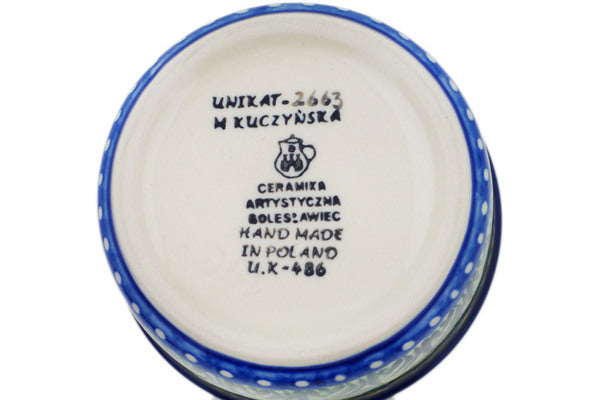 UNIKAT-2663
M KUCZYŃSKA
CERAMIKA
ARTYSTYCZNA
BOLESŁAWIEC
HAND MADE
IN POLAND
U.K-486